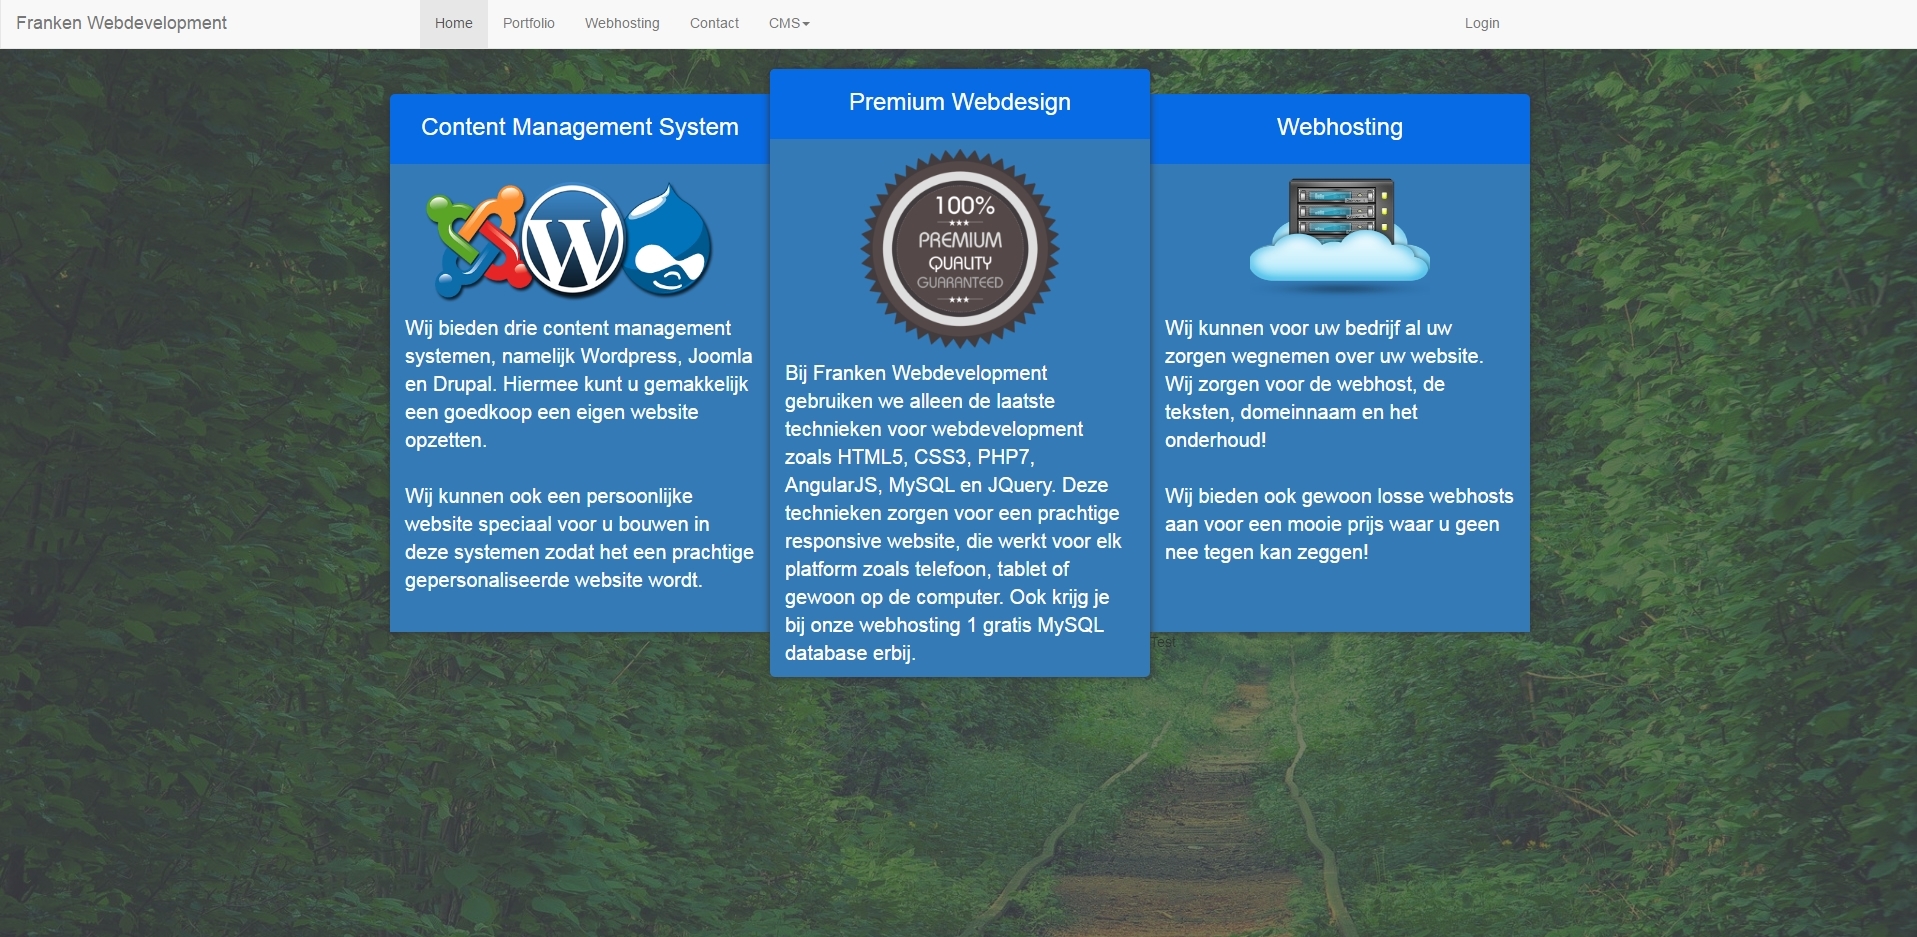 Franken Webdevelopment
Home
Portfolio
Webhosting
Contact
CMS
Login
Content Management System
Wij bieden drie content management
systemen, namelijk Wordpress, Joomla
en Drupal. Hiermee kunt u gemakkelijk
een goedkoop een eigen website
opzetten.
Wij kunnen ook een persoonlijke
website speciaal voor u bouwen in
deze systemen zodat het een prachtige
gepersonaliseerde website wordt.
Premium Webdesign
100%
PREMIUM
QUALITY
GUARANTEED
Bij Franken Webdevelopment
gebruiken we alleen de laatste
technieken voor webdevelopment
zoals HTML5, CSS3, PHP7,
AngularJS, MySQL en JQuery. Deze
technieken zorgen voor een prachtige
responsive website, die werkt voor elk
platform zoals telefoon, tablet of
gewoon op de computer. Ook krijg je
bij onze webhosting 1 gratis MySQL
database erbij.
Webhosting
Wij kunnen voor uw bedrijf al uw
zorgen wegnemen over uw website.
Wij zorgen voor de webhost, de
teksten, domeinnaam en het
onderhoud!
Wij bieden ook gewoon losse webhosts
aan voor een mooie prijs waar u geen
nee tegen kan zeggen!
Test